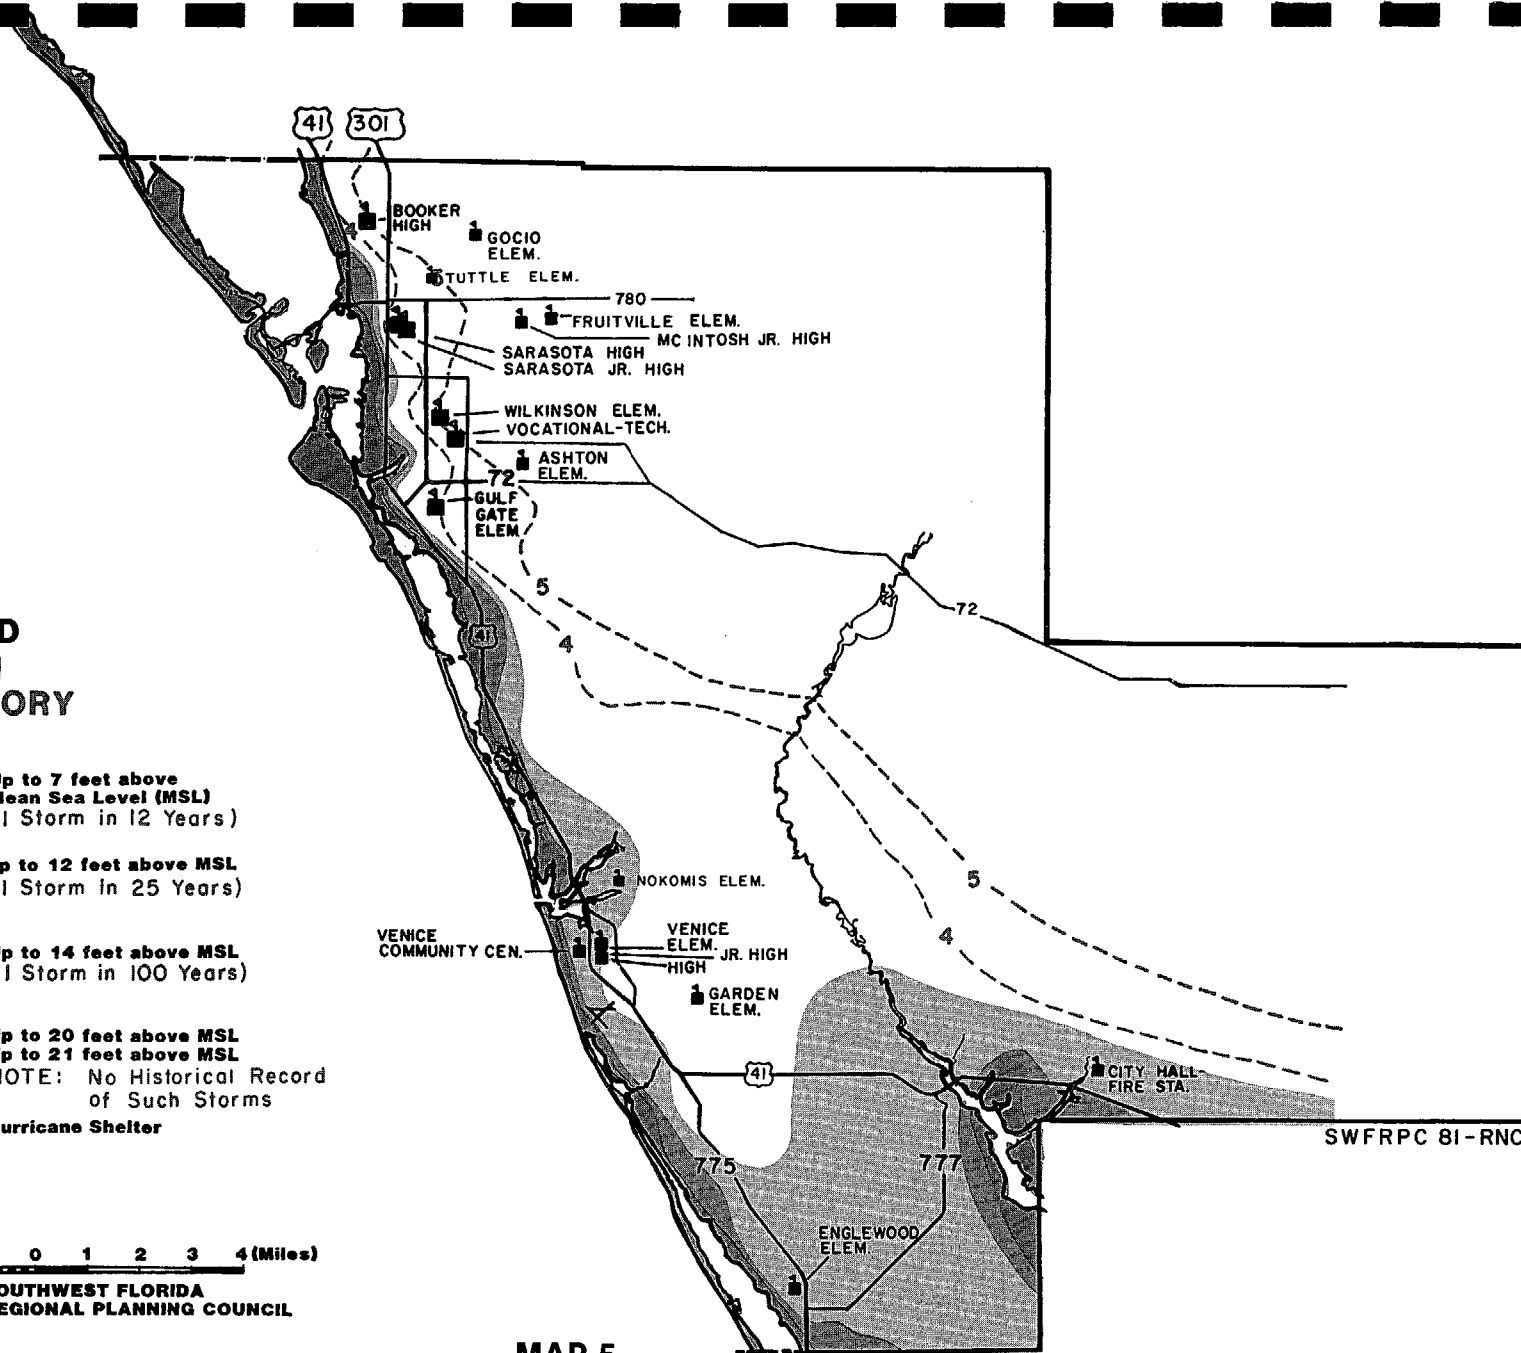 41
301
BOOKER
HIGH
4
GOCIO
ELEM.
5
TUTTLE ELEM.
780
FRUITVILLE ELEM.
MC INTOSH JR. HIGH
SARASOTA HIGH
SARASOTA JR. HIGH
WILKINSON ELEM.
VOCATIONAL-TECH.
ASHTON
ELEM.
72
GULF
GATE
ELEM
5
4
72
41
D
ORY
p to 7 feet above
ean Sea Level (MSL)
1 Storm in 12 Years)
p to 12 feet above MSL
1 Storm in 25 Years)
p to 14 feet above MSL
1 Storm in 100 Years)
p to 20 feet above MSL
p to 21 feet above MSL
NOTE: No Historical Record
of Such Storms
urricane Shelter
NOKOMIS ELEM.
VENICE
COMMUNITY CEN.
VENICE
ELEM.
JR. HIGH
HIGH
GARDEN
ELEM.
5
4
41
CITY HALL-
FIRE STA.
SWFRPC 81-RNC
775
777
ENGLEWOOD
ELEM.
0 1 2 3 4 (Miles)
OUTHWEST FLORIDA
EGIONAL PLANNING COUNCIL
MAP 5